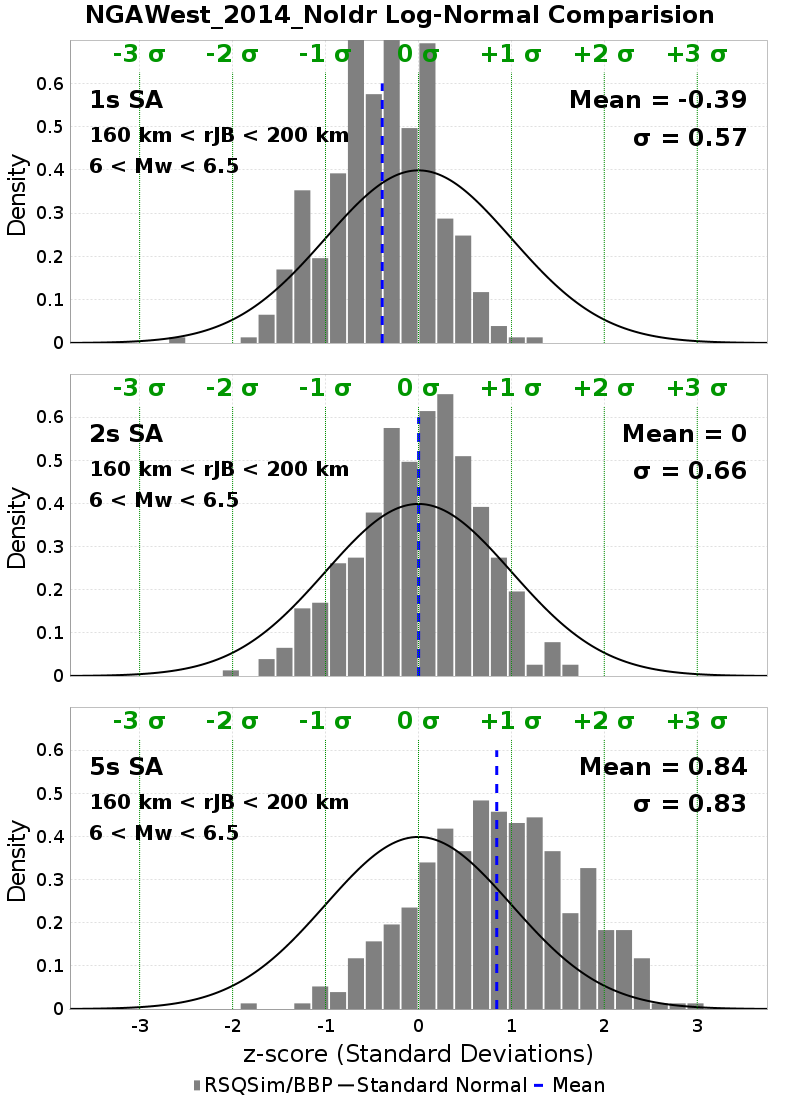 NGAWest_2014_NoIdr Log-Normal Comparision
-3 σ -2 σ -1 σ 0 σ +1 σ +2 σ +3 σ
1s SA
Mean = -0.39
160 km < rJB < 200 km
σ = 0.57
6 < Mw < 6.5
0.6
0.5
0.4
0.3
0.2
0.1
0
Density
-3 σ -2 σ -1 σ 0 σ +1 σ +2 σ +3 σ
2s SA
Mean = 0
160 km < rJB < 200 km
σ = 0.66
6 < Mw < 6.5
0.6
0.5
0.4
0.3
0.2
0.1
0
Density
-3 σ -2 σ -1 σ 0 σ +1 σ +2 σ +3 σ
5s SA
Mean = 0.84
160 km < rJB < 200 km
σ = 0.83
6 < Mw < 6.5
0.6
0.5
0.4
0.3
0.2
0.1
0
Density
-3 -2 -1 0 1 2 3
z-score (Standard Deviations)
RSQSim/BBP Standard Normal Mean